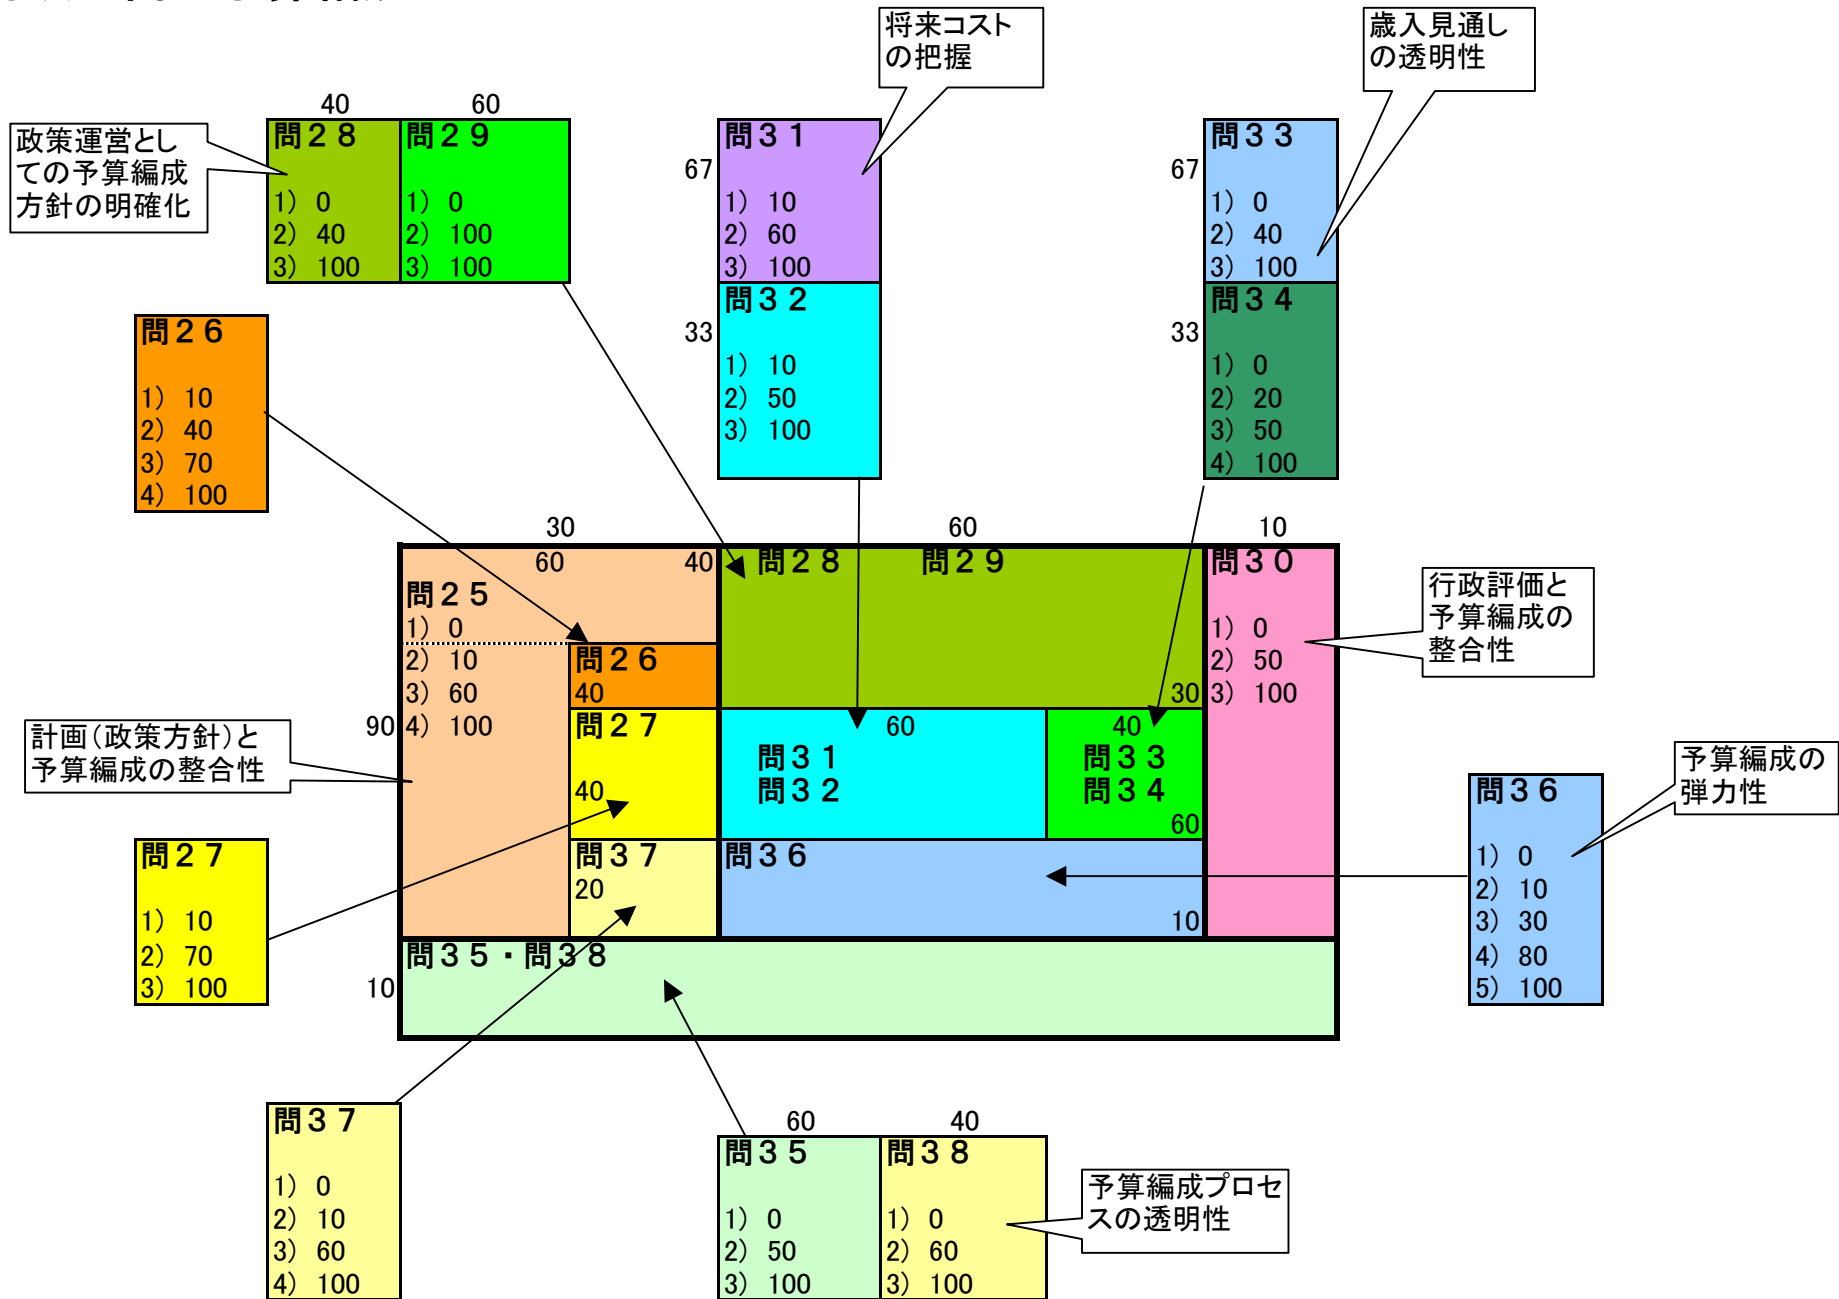 将来コスト
の把握
歳入見通し
の透明性
40 60
政策運営とし
ての予算編成
方針の明確化
問28
1) 0
2) 40
3) 100
問29
1) 0
2) 100
3) 100
67
問31
1) 10
2) 60
3) 100
33
問32
1) 10
2) 50
3) 100
67
問33
1) 0
2) 40
3) 100
33
問34
1) 0
2) 20
3) 50
4) 100
問26
1) 10
2) 40
3) 70
4) 100
30 60 10
60 40
問25
1) 0
2) 10
3) 60
4) 100
90
問26
40
問27
40
問37
20
問28 問29
30
60
問31
問32
40
問33
問34
60
問36
10
問30
1) 0
2) 50
3) 100
行政評価と
予算編成の
整合性
計画(政策方針)と
予算編成の整合性
予算編成の
弾力性
問36
1) 0
2) 10
3) 30
4) 80
5) 100
問27
1) 10
2) 70
3) 100
10
問35・問38
問37
1) 0
2) 10
3) 60
4) 100
60 40
問35
1) 0
2) 50
3) 100
問38
1) 0
2) 60
3) 100
予算編成プロセ
スの透明性